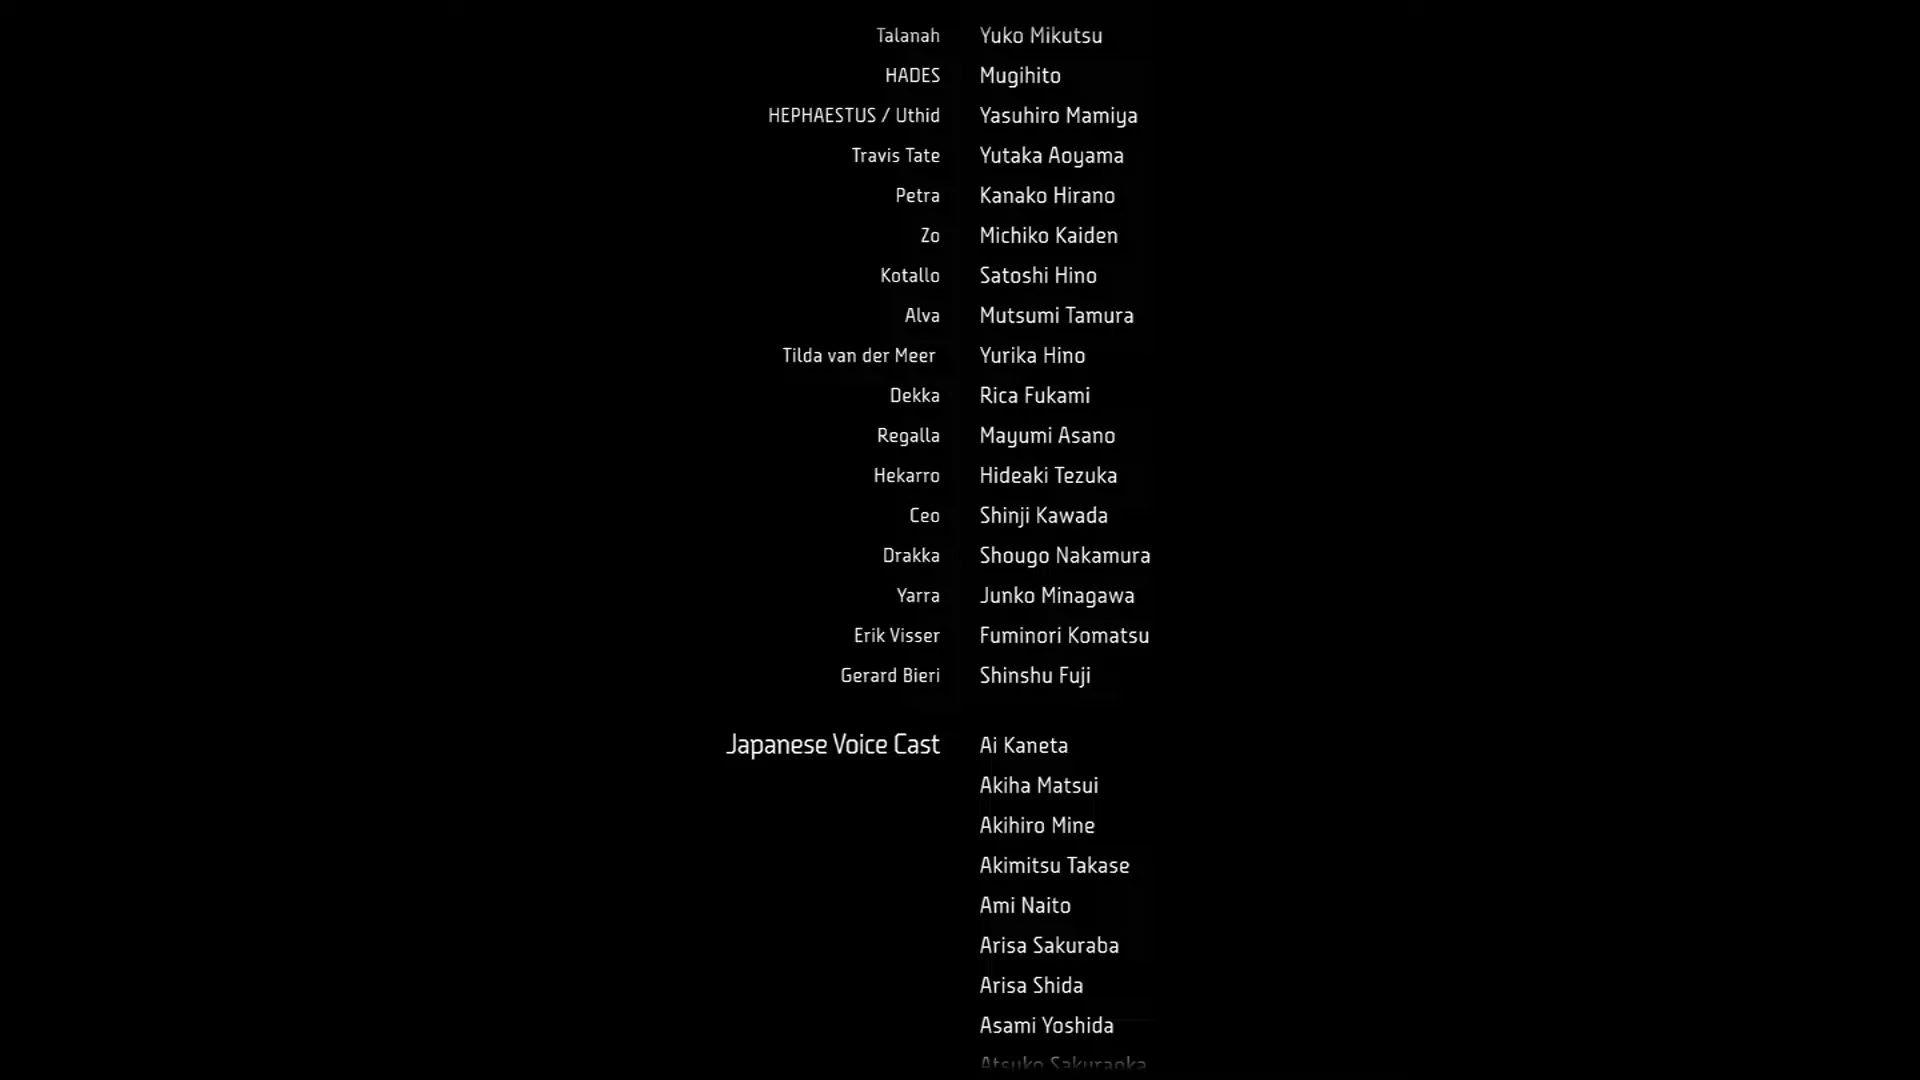 Talanah Yuko Mikutsu
HADES Mugihito
HEPHAESTUS / Uthid Yasuhiro Mamiya
Travis Tate Yutaka Aoyama
Petra Kanako Hirano
Zo Michiko Kaiden
Kotallo Satoshi Hino
Alva Mutsumi Tamura
Tilda van der Meer Yurika Hino
Dekka Rica Fukami
Regalla Mayumi Asano
Hekarro Hideaki Tezuka
Ceo Shinji Kawada
Drakka Shougo Nakamura
Yarra Junko Minagawa
Erik Visser Fuminori Komatsu
Gerard Bieri Shinshu Fuji
Japanese Voice Cast Ai Kaneta
Akiha Matsui
Akihiro Mine
Akimitsu Takase
Ami Naito
Arisa Sakuraba
Arisa Shida
Asami Yoshida
Atsuko Sakuraoka